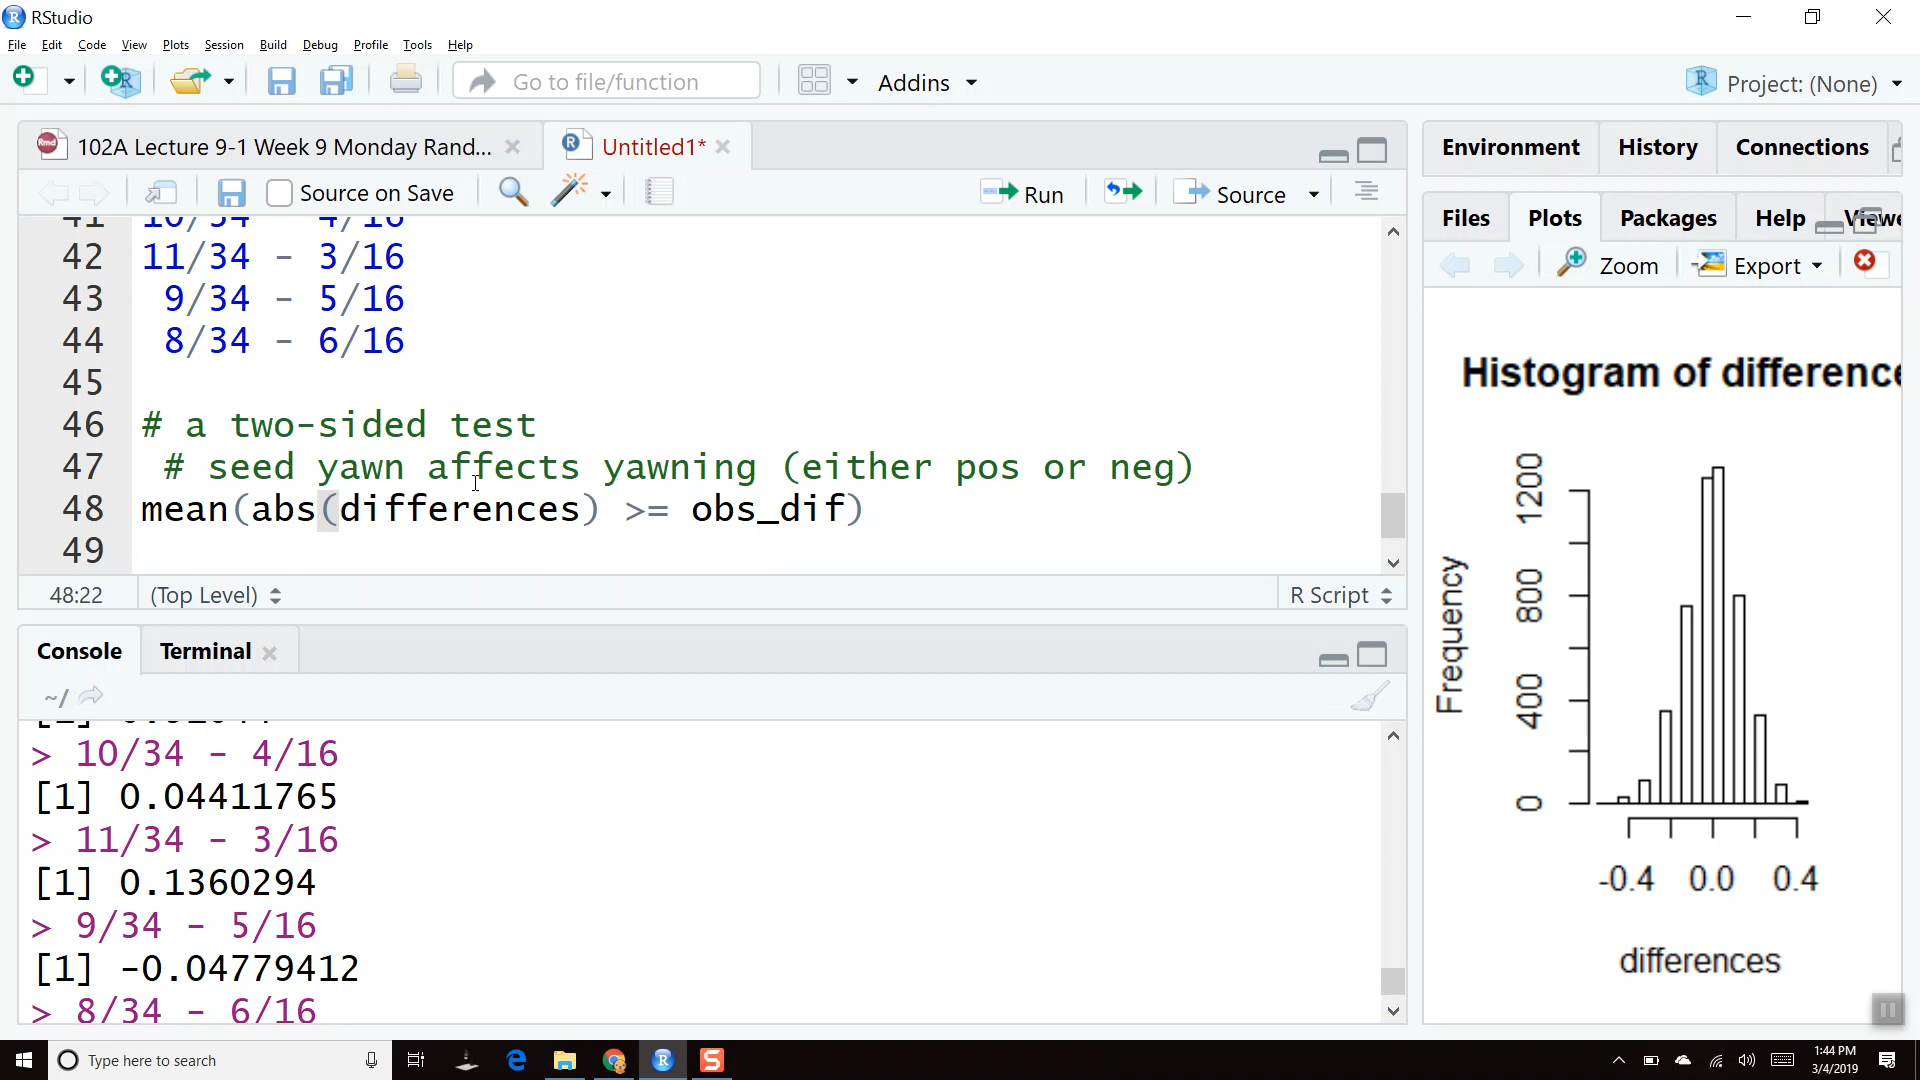 RStudio
File Edit Code View Plots Session Build Debug Profile Tools Help
Go to file/function
Addins
Project: (None)
102A Lecture 9-1 Week 9 Monday Rand...
Untitled1*
Source on Save
Run
Source
41 10/34 - 4/16
42 11/34 - 3/16
43 9/34 - 5/16
44 8/34 - 6/16
45
46 # a two-sided test
47 # seed yawn affects yawning (either pos or neg)
48 mean(abs(differences) >= obs_dif)
49
48:22 (Top Level) R Script
Console Terminal
~/
> 10/34 - 4/16
[1] 0.04411765
> 11/34 - 3/16
[1] 0.1360294
> 9/34 - 5/16
[1] -0.04779412
> 8/34 - 6/16
Environment History Connections
Files Plots Packages Help Viewe
Zoom Export
Histogram of difference
Frequency
1200
800
400
0
-0.4 0.0 0.4
differences
Type here to search
1:44 PM
3/4/2019